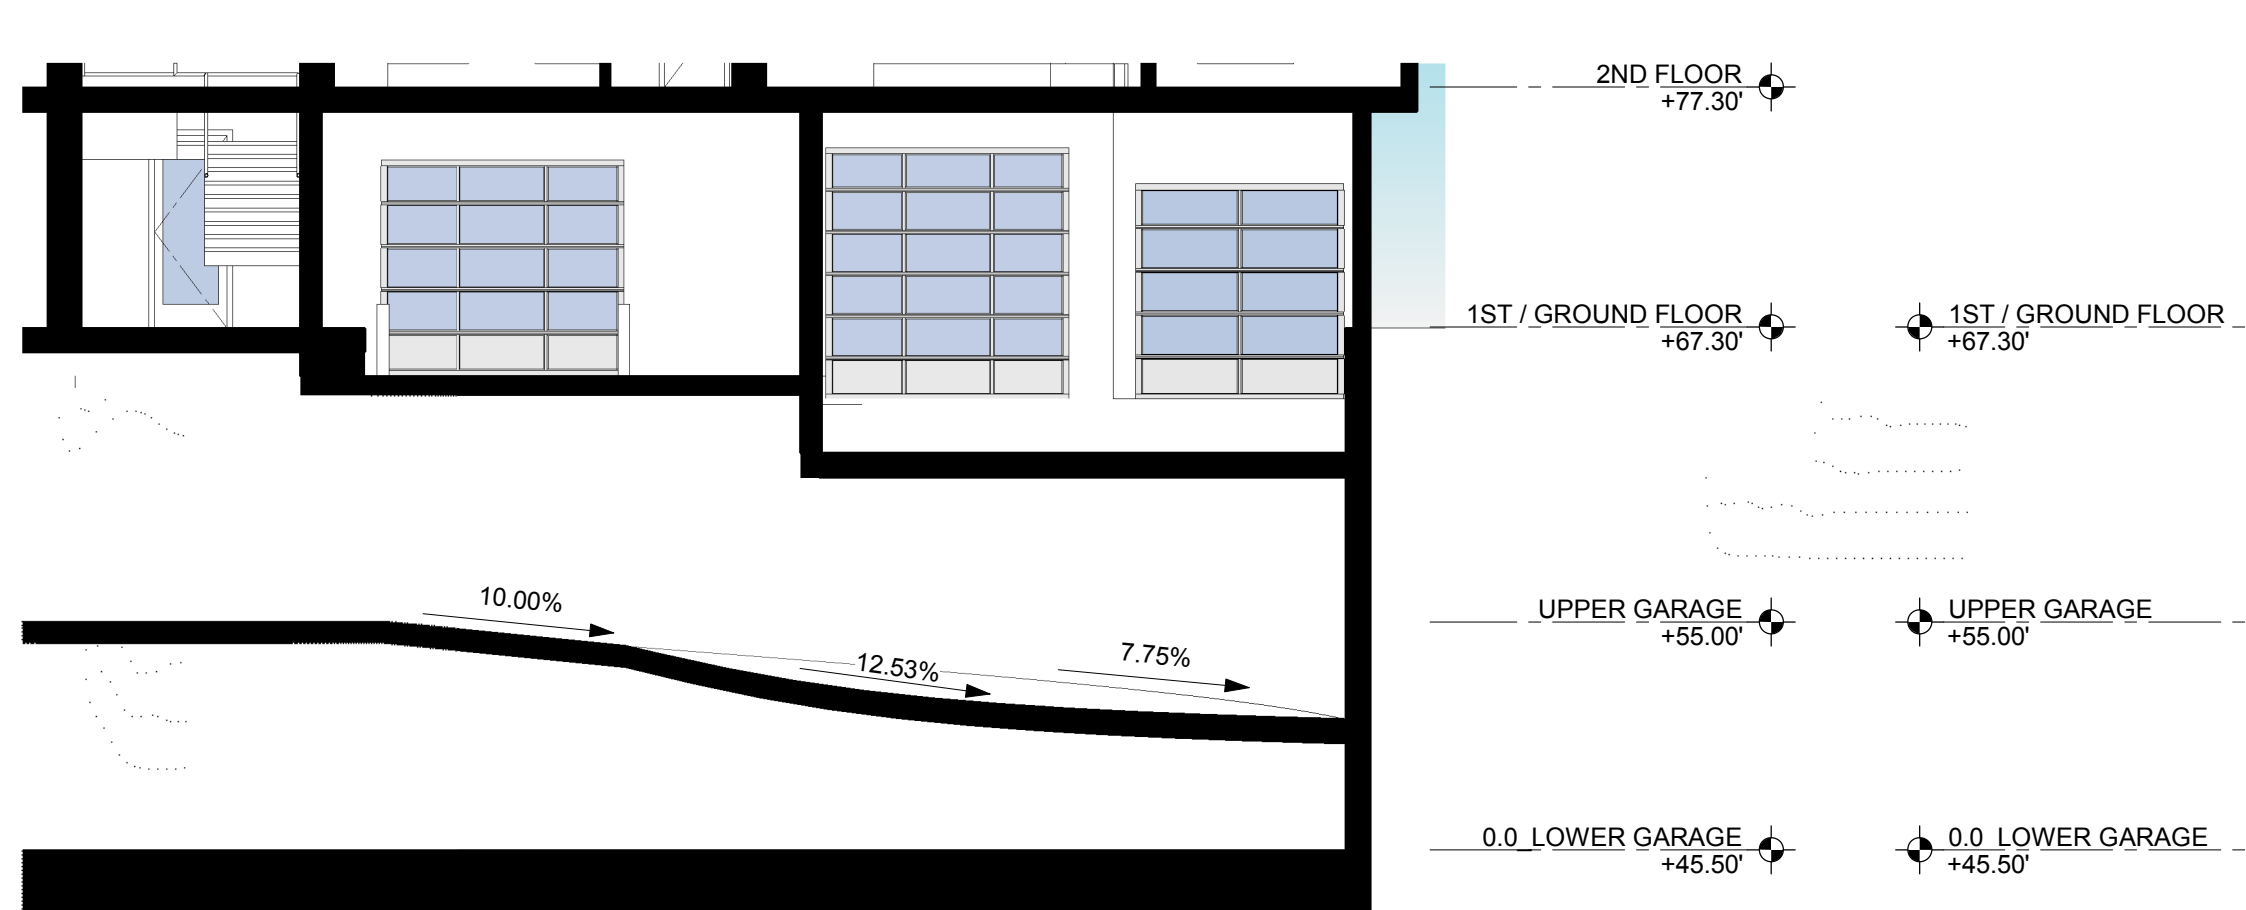 2ND FLOOR
+77.30'
1ST / GROUND FLOOR
+67.30'
1ST / GROUND FLOOR
+67.30'
10.00%
12.53%
7.75%
UPPER GARAGE
+55.00'
UPPER GARAGE
+55.00'
0.0_LOWER GARAGE
+45.50'
0.0_LOWER GARAGE
+45.50'